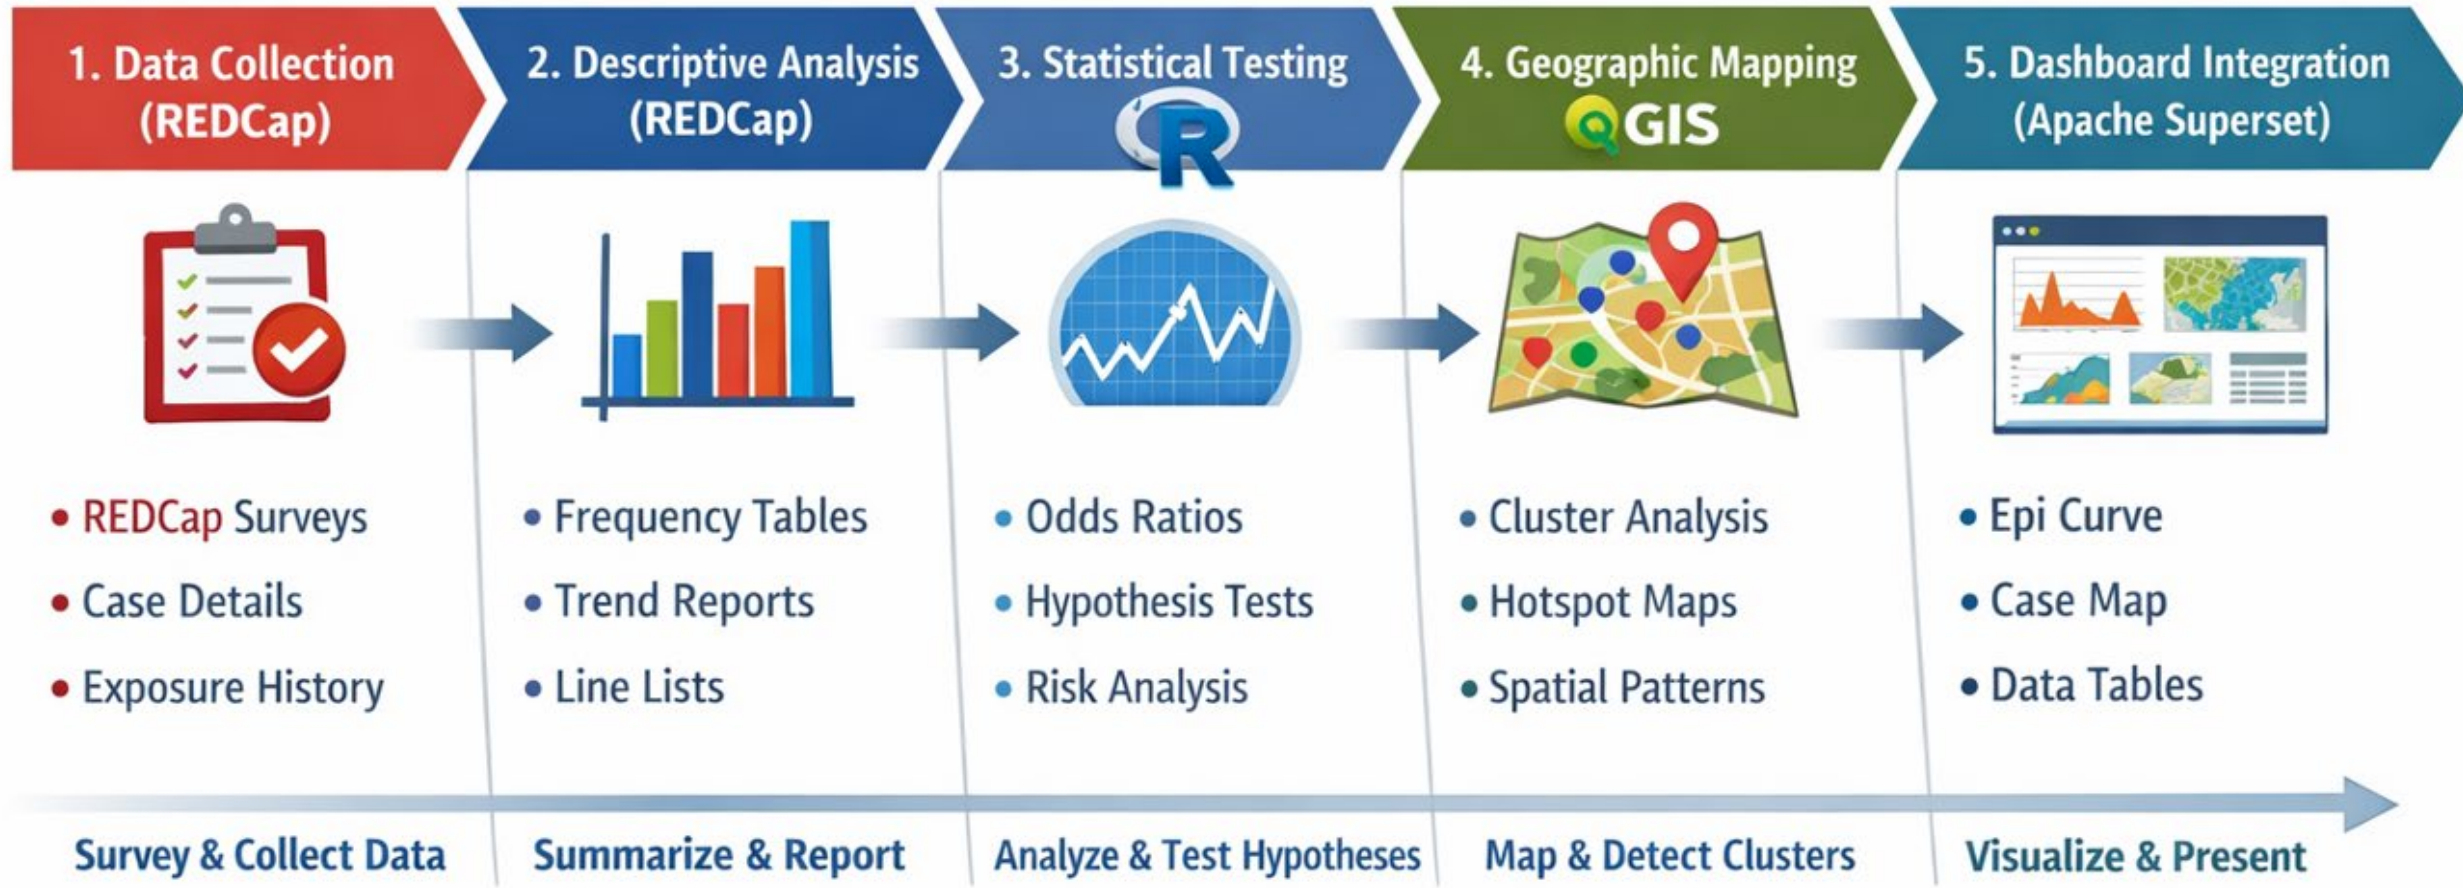 1. Data Collection
(REDCap)
2. Descriptive Analysis
(REDCap)
3. Statistical Testing
R
4. Geographic Mapping
QGIS
5. Dashboard Integration
(Apache Superset)
• REDCap Surveys
• Case Details
• Exposure History
• Frequency Tables
• Trend Reports
• Line Lists
• Odds Ratios
• Hypothesis Tests
• Risk Analysis
• Cluster Analysis
• Hotspot Maps
• Spatial Patterns
• Epi Curve
• Case Map
• Data Tables
Survey & Collect Data
Summarize & Report
Analyze & Test Hypotheses
Map & Detect Clusters
Visualize & Present